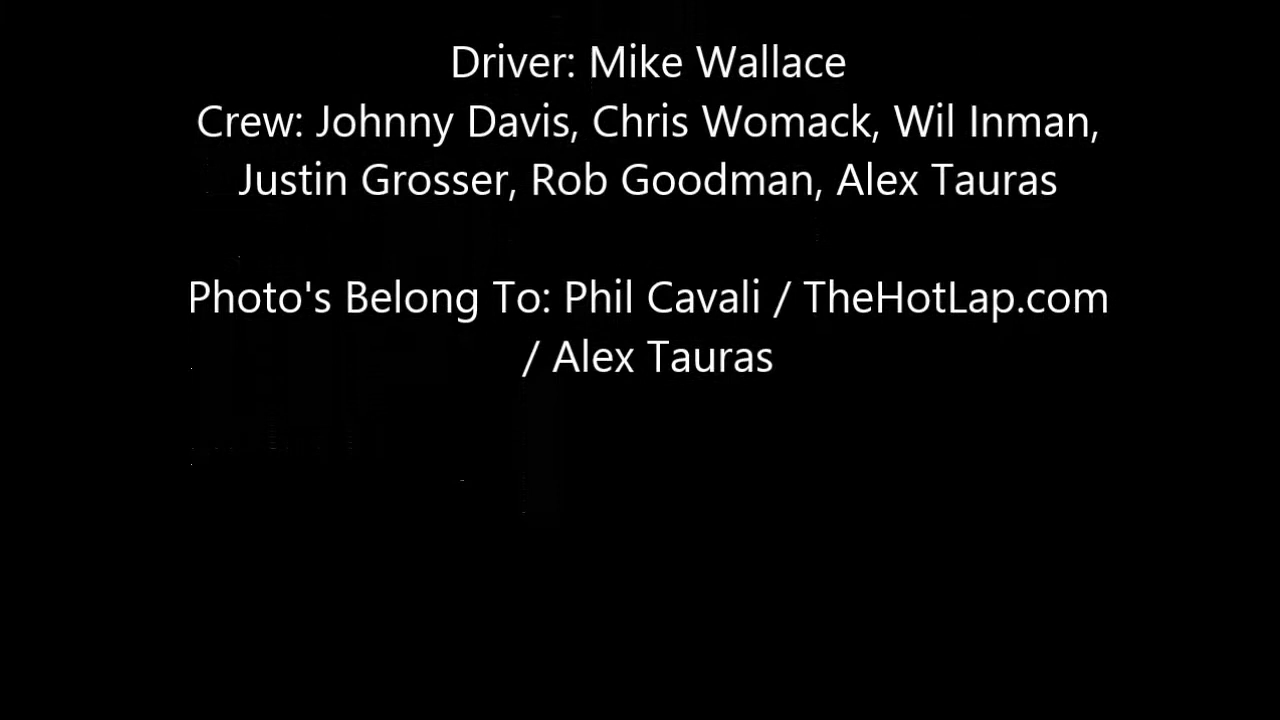 Driver: Mike Wallace
Crew: Johnny Davis, Chris Womack, Wil Inman,
Justin Grosser, Rob Goodman, Alex Tauras
Photo's Belong To: Phil Cavali / TheHotLap.com
/ Alex Tauras